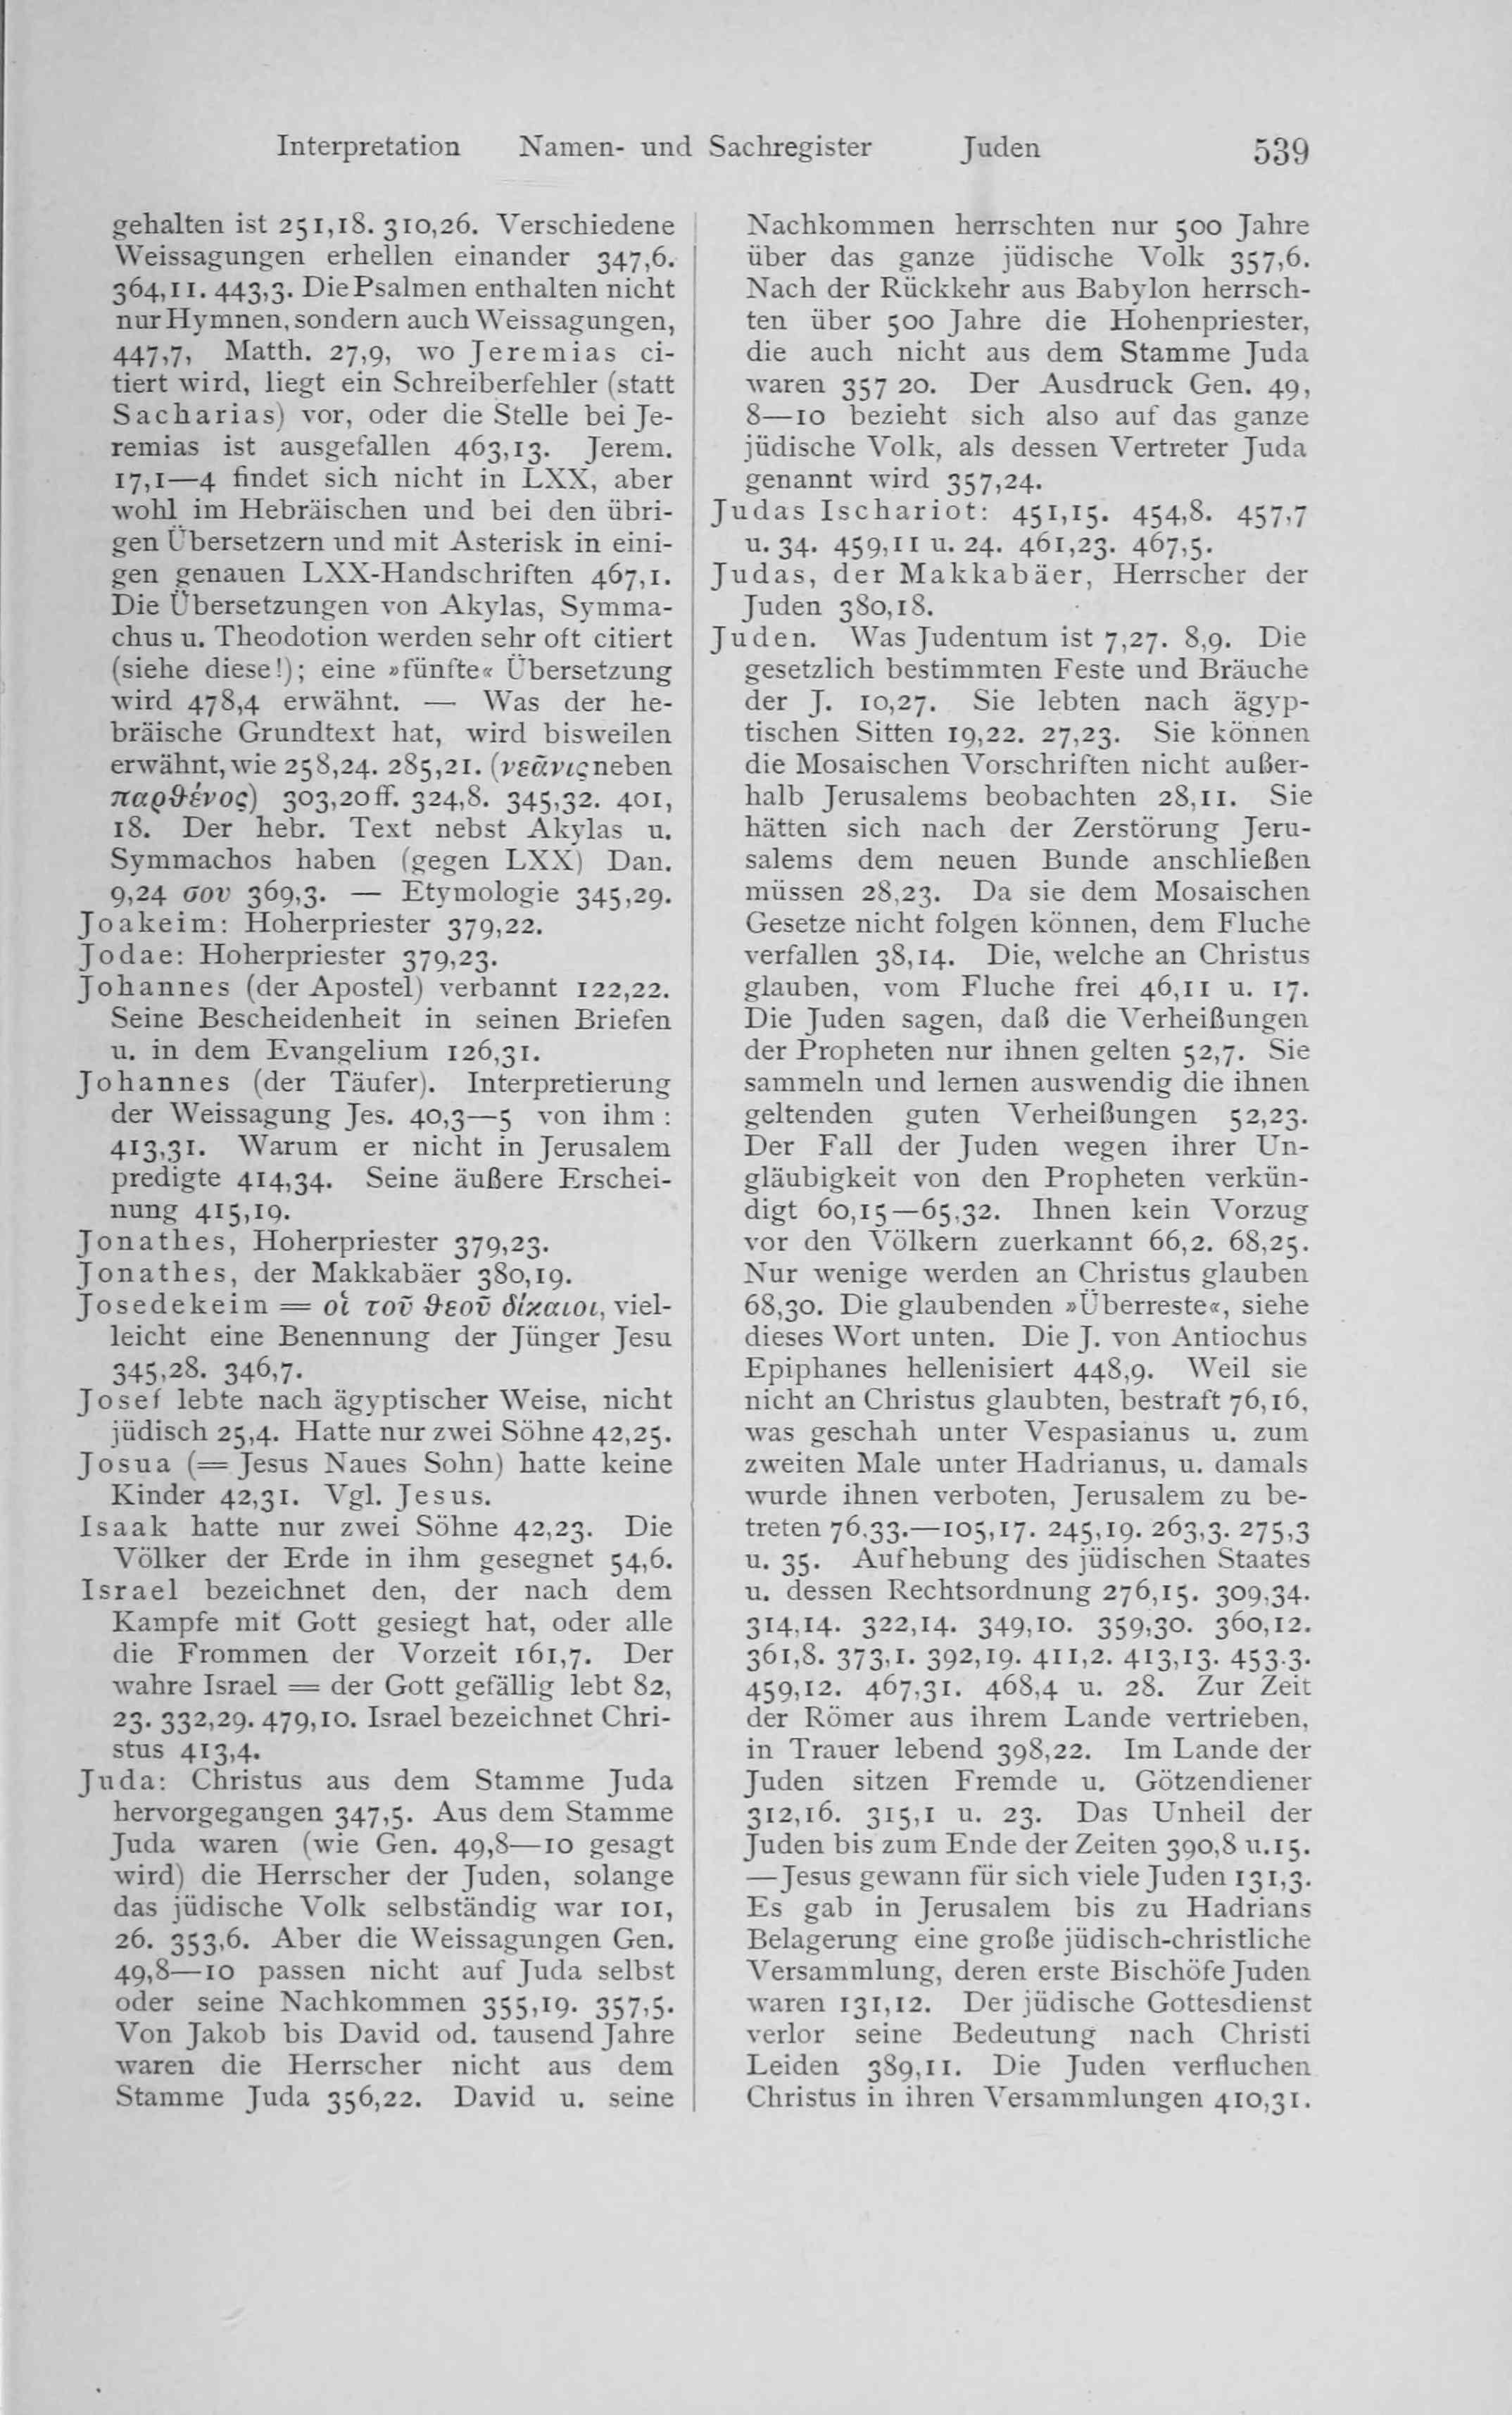 Interpretation Namen- und Sachregister Juden 539
gehalten ist 251,18. 310,26. Verschiedene
Weissagungen erhellen einander 347,6.
364,11. 443,3. Die Psalmen enthalten nicht
nur Hymnen, sondern auch Weissagungen,
447,7, Matth. 27,9, wo Jeremias ci-
tiert wird, liegt ein Schreiberfehler (statt
Sacharias) vor, oder die Stelle bei Je-
remias ist ausgefallen 463,13. Jerem.
17,1—4 findet sich nicht in LXX, aber
wohl im Hebräischen und bei den übri-
gen Übersetzern und mit Asterisk in eini-
gen genauen LXX-Handschriften 467,1.
Die Übersetzungen von Akylas, Symma-
chus u. Theodotion werden sehr oft citiert
(siehe diese!); eine »fünfte« Übersetzung
wird 478,4 erwähnt. — Was der he-
bräische Grundtext hat, wird bisweilen
erwähnt, wie 258,24. 285,21. (νεᾶνις neben
παρϑένος) 303,20ff. 324,8. 345,32. 401,
18. Der hebr. Text nebst Akylas u.
Symmachos haben (gegen LXX) Dan.
9,24 σου 369,3. — Etymologie 345,29.
Joakeim: Hoherpriester 379,22.
Jodae: Hoherpriester 379,23.
Johannes (der Apostel) verbannt 122,22.
Seine Bescheidenheit in seinen Briefen
u. in dem Evangelium 126,31.
Johannes (der Täufer). Interpretierung
der Weissagung Jes. 40,3—5 von ihm:
413,31. Warum er nicht in Jerusalem
predigte 414,34. Seine äußere Erschei-
nung 415,19.
Jonathes, Hoherpriester 379,23.
Jonathes, der Makkabäer 380,19.
Josedekeim = οἱ τοῦ ϑεοῦ δίκαιοι, viel-
leicht eine Benennung der Jünger Jesu
345,28. 346,7.
Josef lebte nach ägyptischer Weise, nicht
jüdisch 25,4. Hatte nur zwei Söhne 42,25.
Josua (= Jesus Naues Sohn) hatte keine
Kinder 42,31. Vgl. Jesus.
Isaak hatte nur zwei Söhne 42,23. Die
Völker der Erde in ihm gesegnet 54,6.
Israel bezeichnet den, der nach dem
Kampfe mit Gott gesiegt hat, oder alle
die Frommen der Vorzeit 161,7. Der
wahre Israel = der Gott gefällig lebt 82,
23. 332,29. 479,10. Israel bezeichnet Chri-
stus 413,4.
Juda: Christus aus dem Stamme Juda
hervorgegangen 347,5. Aus dem Stamme
Juda waren (wie Gen. 49,8—10 gesagt
wird) die Herrscher der Juden, solange
das jüdische Volk selbständig war 101,
26. 353,6. Aber die Weissagungen Gen.
49,8—10 passen nicht auf Juda selbst
oder seine Nachkommen 355,19. 357,5.
Von Jakob bis David od. tausend Jahre
waren die Herrscher nicht aus dem
Stamme Juda 356,22. David u. seine
Nachkommen herrschten nur 500 Jahre
über das ganze jüdische Volk 357,6.
Nach der Rückkehr aus Babylon herrsch-
ten über 500 Jahre die Hohenpriester,
die auch nicht aus dem Stamme Juda
waren 357 20. Der Ausdruck Gen. 49,
8—10 bezieht sich also auf das ganze
jüdische Volk, als dessen Vertreter Juda
genannt wird 357,24.
Judas Ischariot: 451,15. 454,8. 457,7
u. 34. 459,11 u. 24. 461,23. 467,5.
Judas, der Makkabäer, Herrscher der
Juden 380,18.
Juden. Was Judentum ist 7,27. 8,9. Die
gesetzlich bestimmten Feste und Bräuche
der J. 10,27. Sie lebten nach ägyp-
tischen Sitten 19,22. 27,23. Sie können
die Mosaischen Vorschriften nicht außer-
halb Jerusalems beobachten 28,11. Sie
hätten sich nach der Zerstörung Jeru-
salems dem neuen Bunde anschließen
müssen 28,23. Da sie dem Mosaischen
Gesetze nicht folgen können, dem Fluche
verfallen 38,14. Die, welche an Christus
glauben, vom Fluche frei 46,11 u. 17.
Die Juden sagen, daß die Verheißungen
der Propheten nur ihnen gelten 52,7. Sie
sammeln und lernen auswendig die ihnen
geltenden guten Verheißungen 52,23.
Der Fall der Juden wegen ihrer Un-
gläubigkeit von den Propheten verkün-
digt 60,15—65,32. Ihnen kein Vorzug
vor den Völkern zuerkannt 66,2. 68,25.
Nur wenige werden an Christus glauben
68,30. Die glaubenden »Überreste«, siehe
dieses Wort unten. Die J. von Antiochus
Epiphanes hellenisiert 448,9. Weil sie
nicht an Christus glaubten, bestraft 76,16,
was geschah unter Vespasianus u. zum
zweiten Male unter Hadrianus, u. damals
wurde ihnen verboten, Jerusalem zu be-
treten 76,33.—105,17. 245,19. 263,3. 275,3
u. 35. Aufhebung des jüdischen Staates
u. dessen Rechtsordnung 276,15. 309,34.
314,14. 322,14. 349,10. 359,30. 360,12.
361,8. 373,1. 392,19. 411,2. 413,13. 453.3.
459,12. 467,31. 468,4 u. 28. Zur Zeit
der Römer aus ihrem Lande vertrieben,
in Trauer lebend 398,22. Im Lande der
Juden sitzen Fremde u. Götzendiener
312,16. 315,1 u. 23. Das Unheil der
Juden bis zum Ende der Zeiten 390,8 u. 15.
— Jesus gewann für sich viele Juden 131,3.
Es gab in Jerusalem bis zu Hadrians
Belagerung eine große jüdisch-christliche
Versammlung, deren erste Bischöfe Juden
waren 131,12. Der jüdische Gottesdienst
verlor seine Bedeutung nach Christi
Leiden 389,11. Die Juden verfluchen
Christus in ihren Versammlungen 410,31.